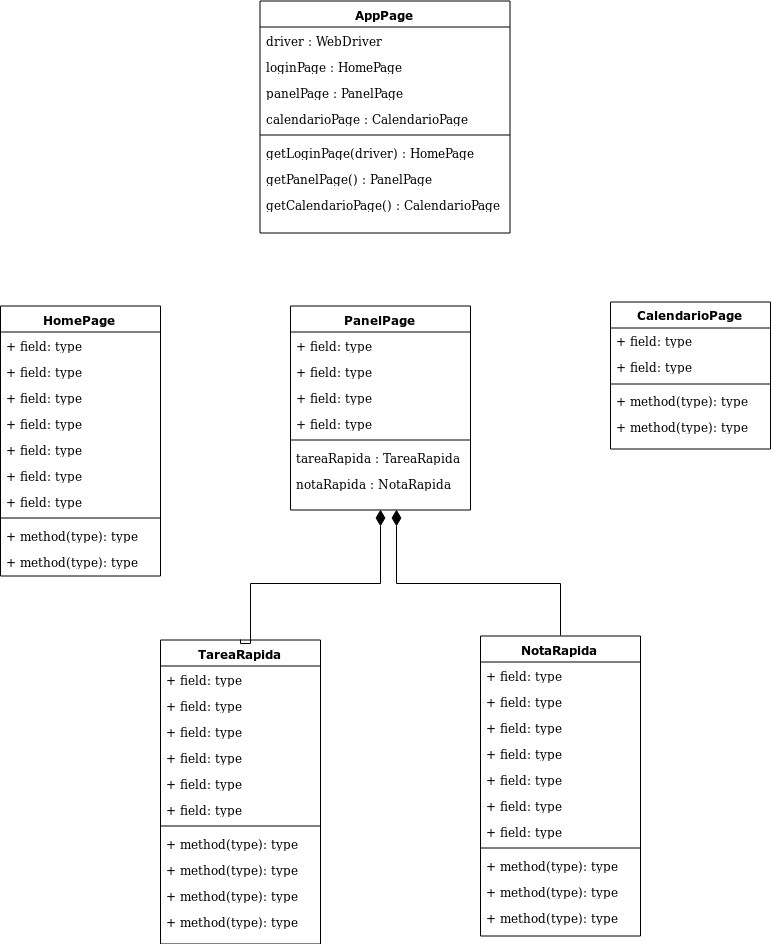 AppPage
driver : WebDriver
loginPage : HomePage
panelPage : PanelPage
calendarioPage : CalendarioPage
getLoginPage(driver) : HomePage
getPanelPage() : PanelPage
getCalendarioPage() : CalendarioPage
HomePage
+ field: type
+ field: type
+ field: type
+ field: type
+ field: type
+ field: type
+ field: type
+ method(type): type
+ method(type): type
PanelPage
+ field: type
+ field: type
+ field: type
+ field: type
tareaRapida : TareaRapida
notaRapida : NotaRapida
CalendarioPage
+ field: type
+ field: type
+ method(type): type
+ method(type): type
TareaRapida
+ field: type
+ field: type
+ field: type
+ field: type
+ field: type
+ field: type
+ method(type): type
+ method(type): type
+ method(type): type
+ method(type): type
NotaRapida
+ field: type
+ field: type
+ field: type
+ field: type
+ field: type
+ field: type
+ field: type
+ method(type): type
+ method(type): type
+ method(type): type